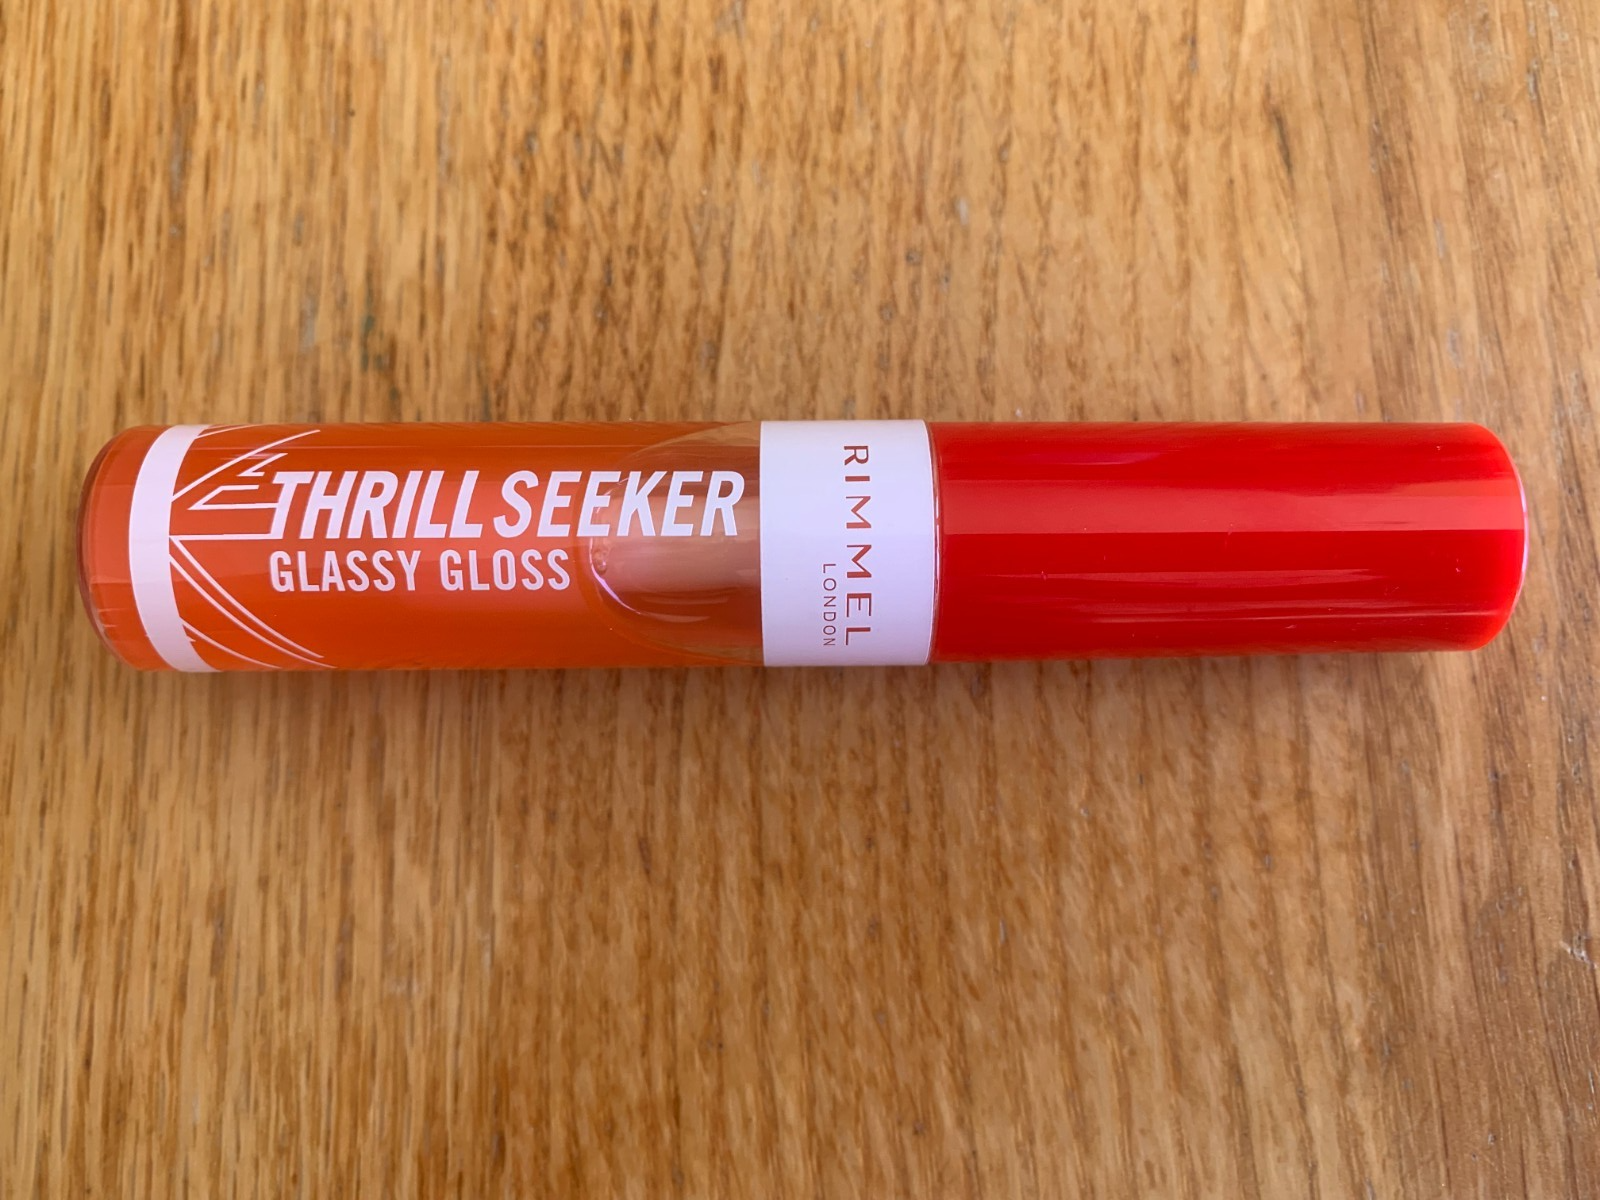 THRILL SEEKER
GLASSY GLOSS
RIMMEL
LONDON